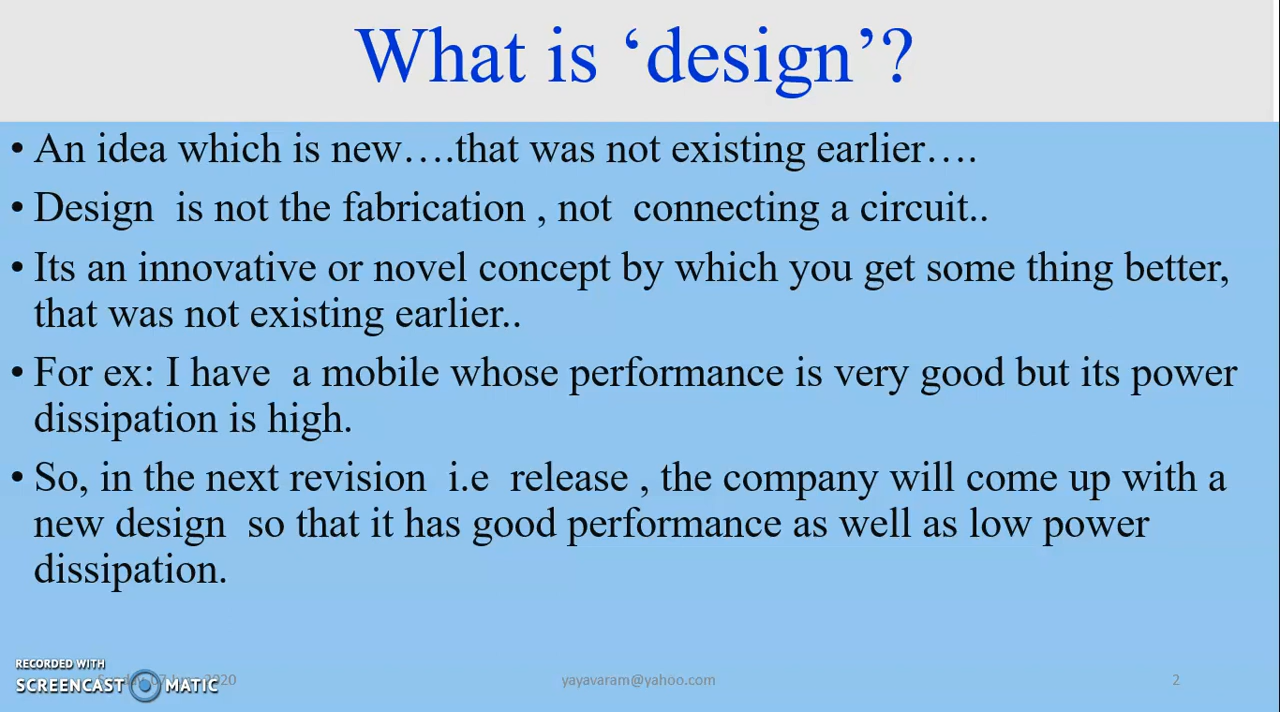 What is ‘design’?
• An idea which is new….that was not existing earlier….
• Design is not the fabrication , not connecting a circuit..
• Its an innovative or novel concept by which you get some thing better,
that was not existing earlier..
• For ex: I have a mobile whose performance is very good but its power
dissipation is high.
• So, in the next revision i.e release , the company will come up with a
new design so that it has good performance as well as low power
dissipation.
RECORDED WITH
SCREENCAST MATIC
2020
yayavaram@yahoo.com
2